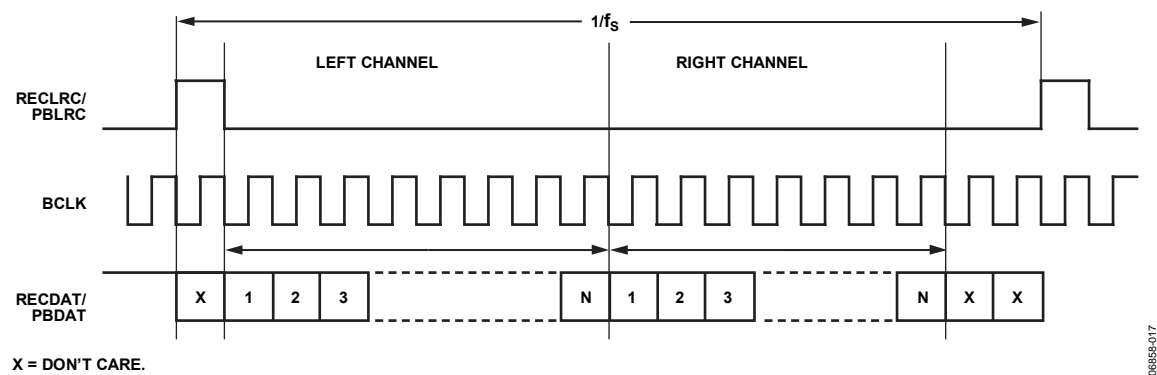 1/fS
LEFT CHANNEL
RIGHT CHANNEL
RECLRC/
PBLRC
BCLK
RECDAT/
PBDAT
X 1 2 3 N 1 2 3 N X X
X = DON'T CARE.
06858-017